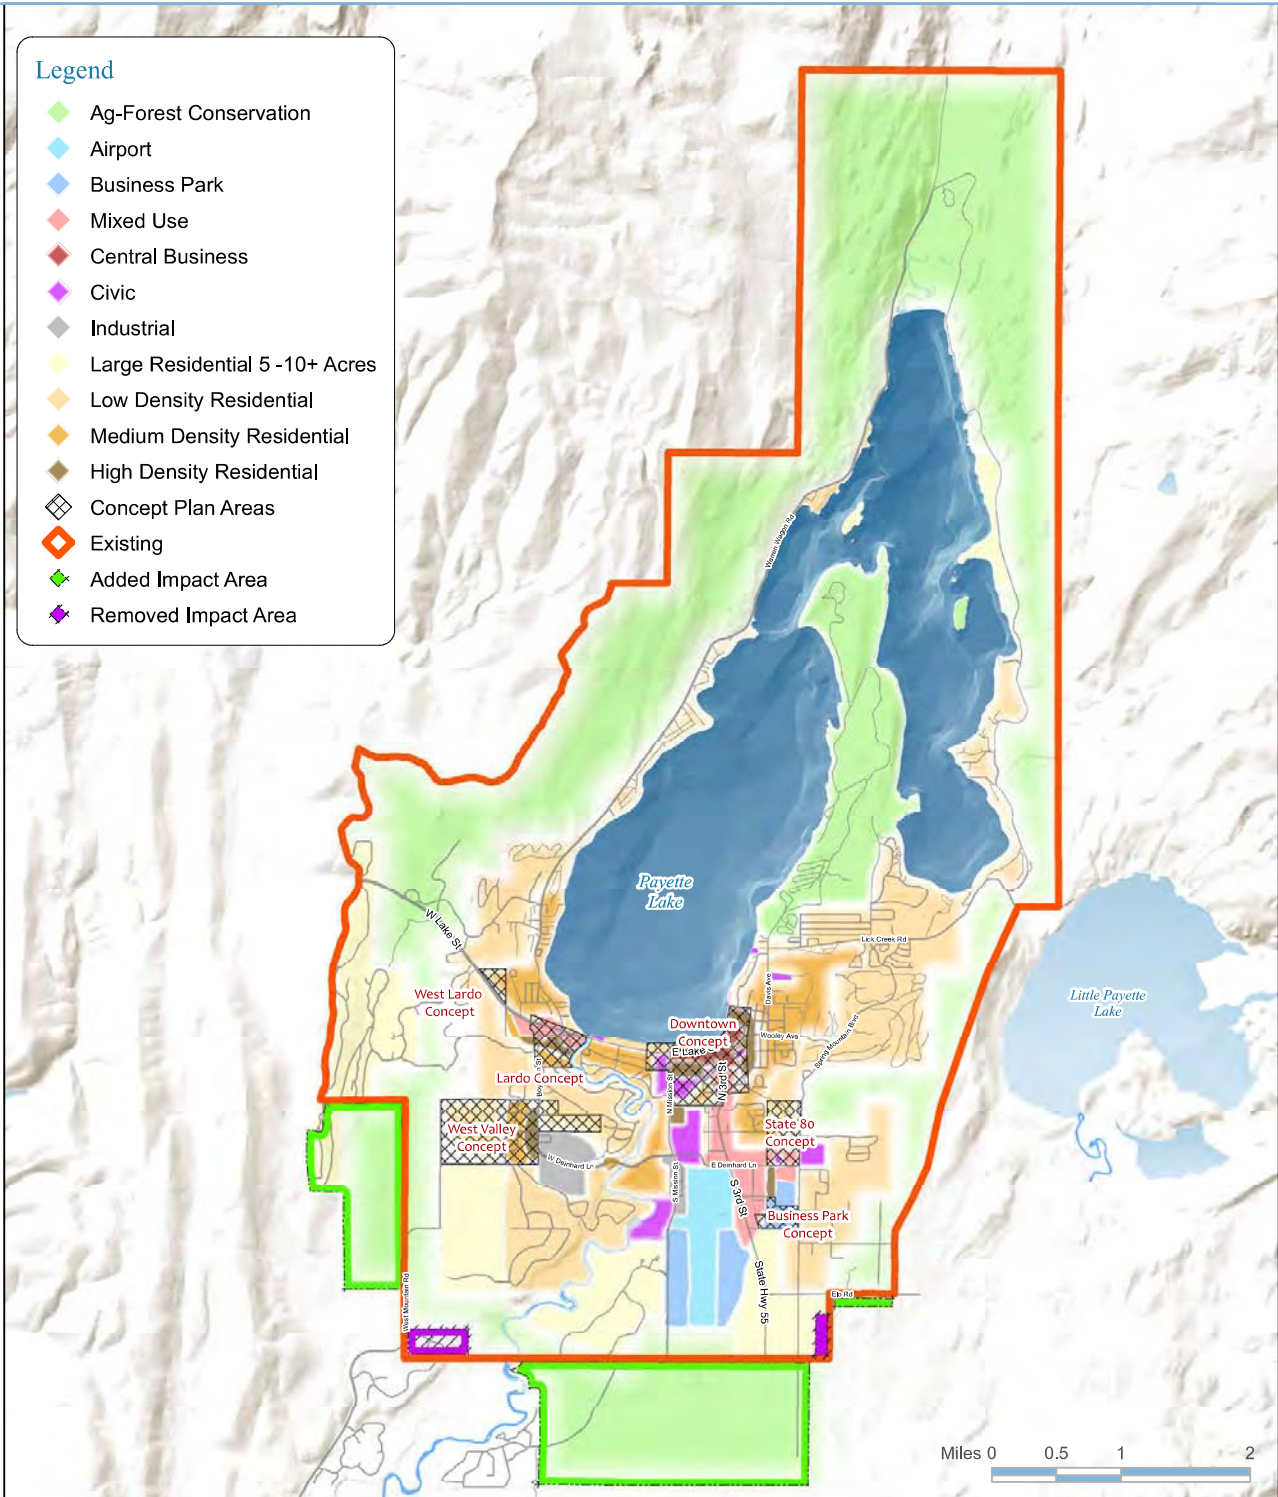 Legend
Ag-Forest Conservation
Airport
Business Park
Mixed Use
Central Business
Civic
Industrial
Large Residential 5 -10+ Acres
Low Density Residential
Medium Density Residential
High Density Residential
Concept Plan Areas
Existing
Added Impact Area
Removed Impact Area
Warren Wagon Rd
Payette
Lake
W Lake St
Lick Creek Rd
Little Payette
Lake
West Lardo
Concept
Davis Ave
Downtown
Concept
E Lake
Wooley Ave
Spring Mountain Blvd
Lardo Concept
N Mission St
N 3rd St
West Valley
Concept
State 80
Concept
W Deinhard Ln
E Deinhard Ln
S Mission St
S 3rd St
Business Park
Concept
State Hwy 55
West Mountain Rd
Elo Rd
Miles 0 0.5 1 2